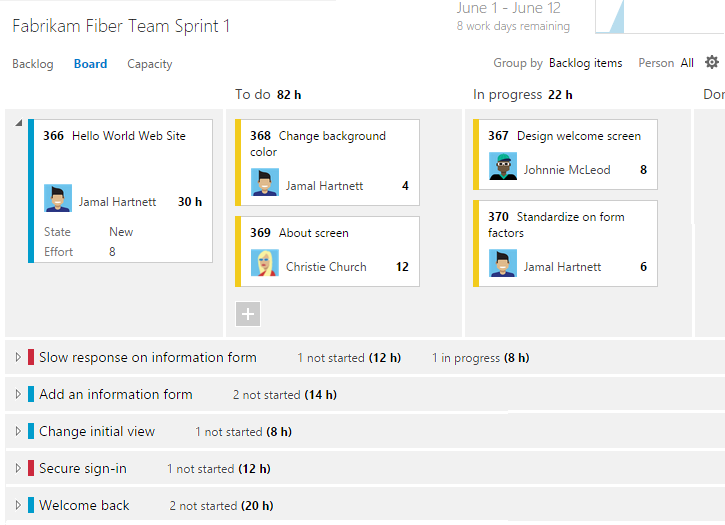 Fabrikam Fiber Team Sprint 1
June 1 - June 12
8 work days remaining
Backlog Board Capacity
Group by Backlog items Person All
To do 82 h
In progress 22 h
366 Hello World Web Site
Jamal Hartnett 30 h
State New
Effort 8
368 Change background
color
Jamal Hartnett 4
369 About screen
Christie Church 12
367 Design welcome screen
Johnnie McLeod 8
370 Standardize on form
factors
Jamal Hartnett 6
Slow response on information form 1 not started (12 h) 1 in progress (8 h)
Add an information form 2 not started (14 h)
Change initial view 1 not started (8 h)
Secure sign-in 1 not started (12 h)
Welcome back 2 not started (20 h)